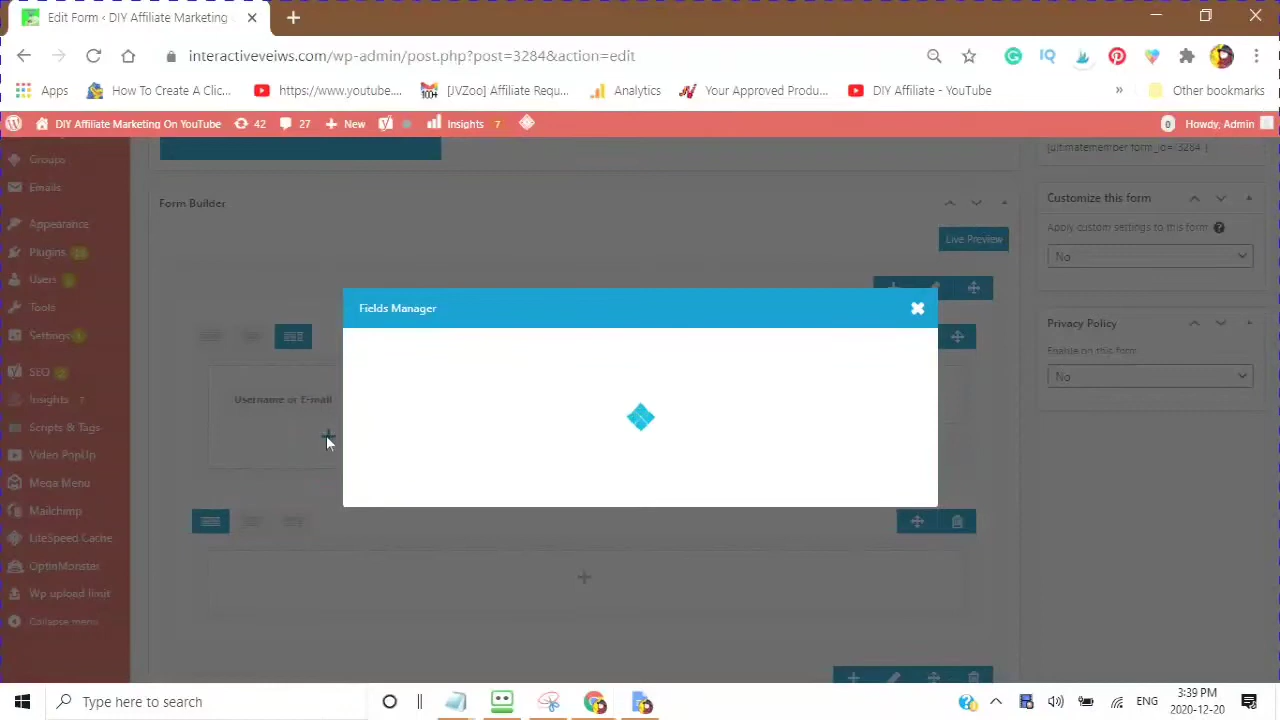 Edit Form ‹ DIY Affiliate Marketing
interactiveveiws.com/wp-admin/post.php?post=3284&action=edit
Apps
How To Create A Clic...
https://www.youtube....
100+
[JVZoo] Affiliate Requ...
Analytics
Your Approved Produ...
DIY Affiliate - YouTube
»
Other bookmarks
DIY Affiliate Marketing On YouTube
42
27
New
Insights 7
0
Howdy, Admin
Groups
Emails
Appearance
Plugins
Users
Tools
Settings 1
SEO 2
Insights 7
Scripts & Tags
Video PopUp
Mega Menu
Mailchimp
LiteSpeed Cache
OptinMonster
Wp upload limit
Collapse menu
Form Builder
Live Preview
Fields Manager
Username or E-mail
Customize this form
Apply custom settings to this form
No
Privacy Policy
Enable on this form
No
Type here to search
ENG
3:39 PM
2020-12-20